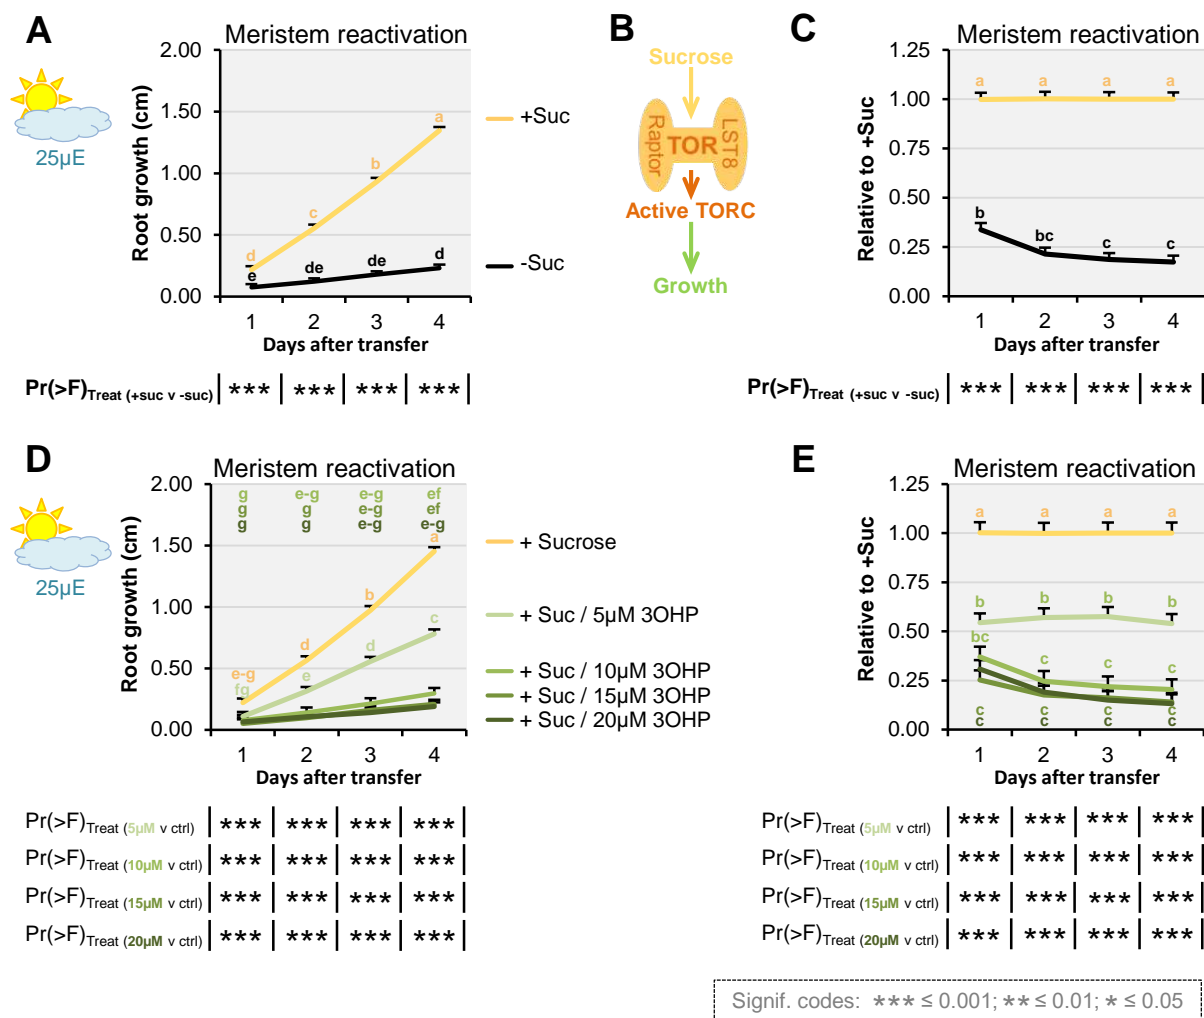 A
Meristem reactivation
25µE
Root growth (cm)
2.00
1.50
1.00
0.50
0.00
a
b
c
d
d
de
de
e
1 2 3 4
Days after transfer
+Suc
-Suc
Pr(>F)Treat (+suc v -suc) *** *** *** ***
B
Sucrose
Raptor
TOR
LST8
Active TORC
Growth
C
Meristem reactivation
Relative to +Suc
1.25
1.00
0.75
0.50
0.25
0.00
a a a a
b bc c c
1 2 3 4
Days after transfer
Pr(>F)Treat (+suc v -suc) *** *** *** ***
D
Meristem reactivation
25µE
Root growth (cm)
2.00
1.50
1.00
0.50
0.00
g e-g e-g ef
g g e-g ef
g g e-g e-g
a
b
c
d d
e-g e
fg
1 2 3 4
Days after transfer
+ Sucrose
+ Suc / 5µM 3OHP
+ Suc / 10µM 3OHP
+ Suc / 15µM 3OHP
+ Suc / 20µM 3OHP
Pr(>F)Treat (5µM v ctrl) *** *** *** ***
Pr(>F)Treat (10µM v ctrl) *** *** *** ***
Pr(>F)Treat (15µM v ctrl) *** *** *** ***
Pr(>F)Treat (20µM v ctrl) *** *** *** ***
E
Meristem reactivation
Relative to +Suc
1.25
1.00
0.75
0.50
0.25
0.00
a a a a
b b b b
bc c c c
c c c c
c c c c
1 2 3 4
Days after transfer
Pr(>F)Treat (5µM v ctrl) *** *** *** ***
Pr(>F)Treat (10µM v ctrl) *** *** *** ***
Pr(>F)Treat (15µM v ctrl) *** *** *** ***
Pr(>F)Treat (20µM v ctrl) *** *** *** ***
Signif. codes: *** ≤ 0.001; ** ≤ 0.01; * ≤ 0.05